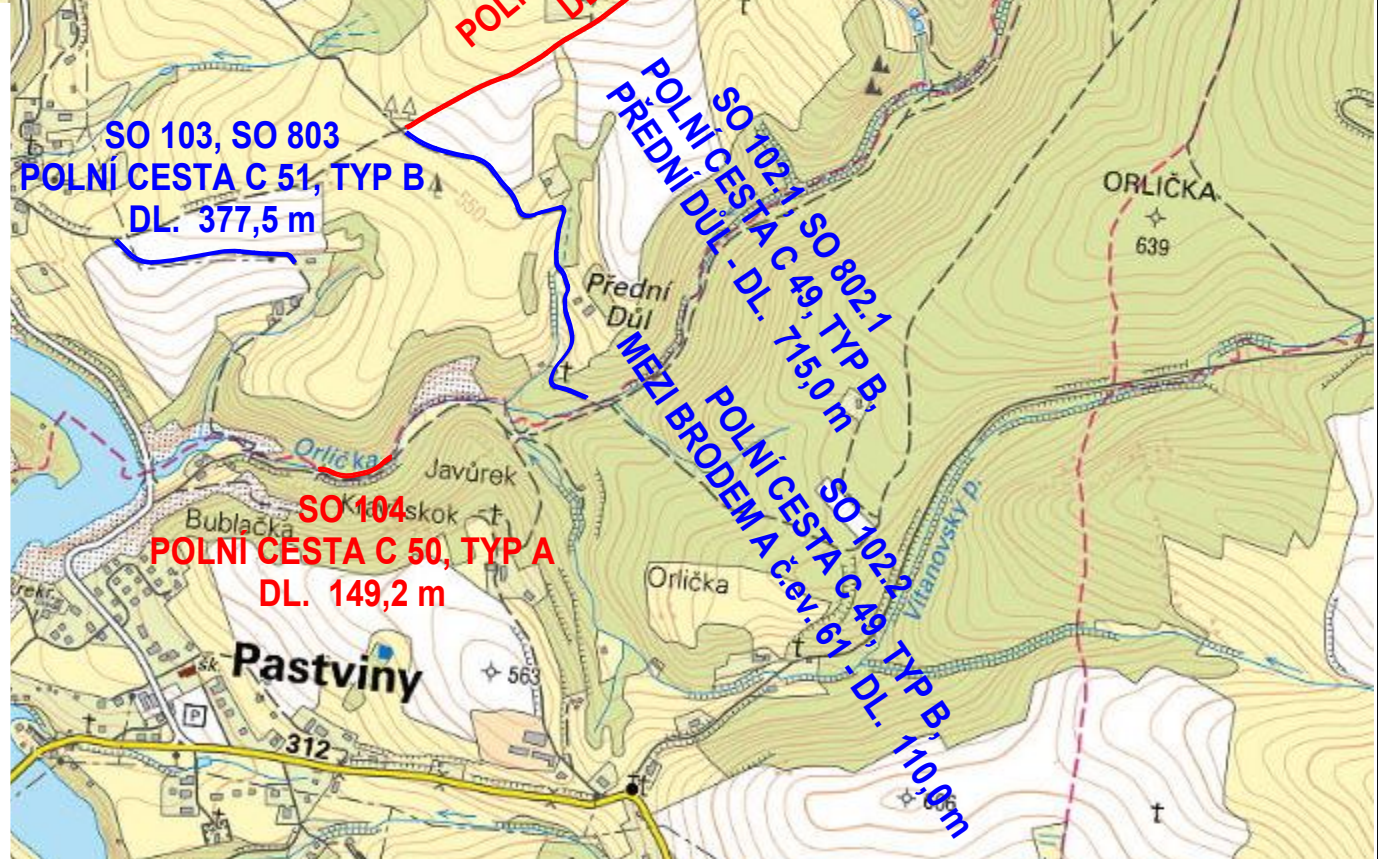 POLN
D
SO 103, SO 803
POLNÍ CESTA C 51, TYP B
DL. 377,5 m
550
SO 102.1, SO 802.1
POLNÍ CESTA C 49, TYP B,
PŘEDNÍ DŮL - DL. 715,0 m
ORLIČKA
639
Přední
Důl
SO 102.2
POLNÍ CESTA C 49, TYP B,
MEZI BRODEM A č.ev. 61 - DL. 110,0 m
Orlička
Javůrek
Bublačka
SO 104
POLNÍ CESTA C 50, TYP A
DL. 149,2 m
Orlička
Vitanovský p.
rekr.
Pastviny
šk.
563
P
312